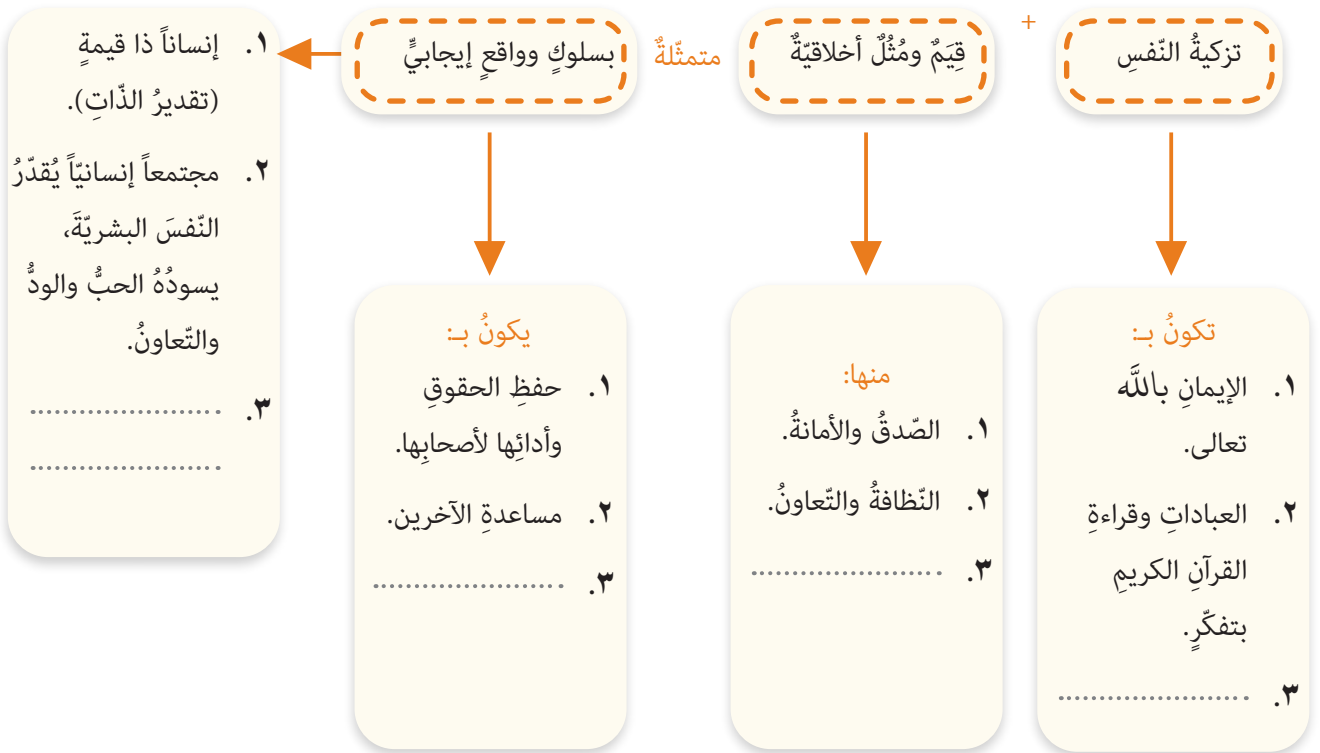 تزكيةُ النّفسِ
+
قِيَمٌ ومُثُلٌ أخلاقيّةٌ
متمثّلةٌ
بسلوكٍ وواقعٍ إيجابيٍّ
تكونُ بـ:
١. الإيمانِ باللَّه
تعالى.
٢. العباداتِ وقراءةِ
القرآنِ الكريمِ
بتفكّرٍ.
٣. .......................
منها:
١. الصّدقُ والأمانةُ.
٢. النّظافةُ والتّعاونُ.
٣. .......................
يكونُ بـ:
١. حفظِ الحقوقِ
وأدائِها لأصحابِها.
٢. مساعدةِ الآخرين.
٣. .......................
١. إنساناً ذا قيمةٍ
(تقديرُ الذّاتِ).
٢. مجتمعاً إنسانيّاً يُقدّرُ
النّفسَ البشريّةَ،
يسودُهُ الحبُّ والودُّ
والتّعاونُ.
٣. .......................
.......................